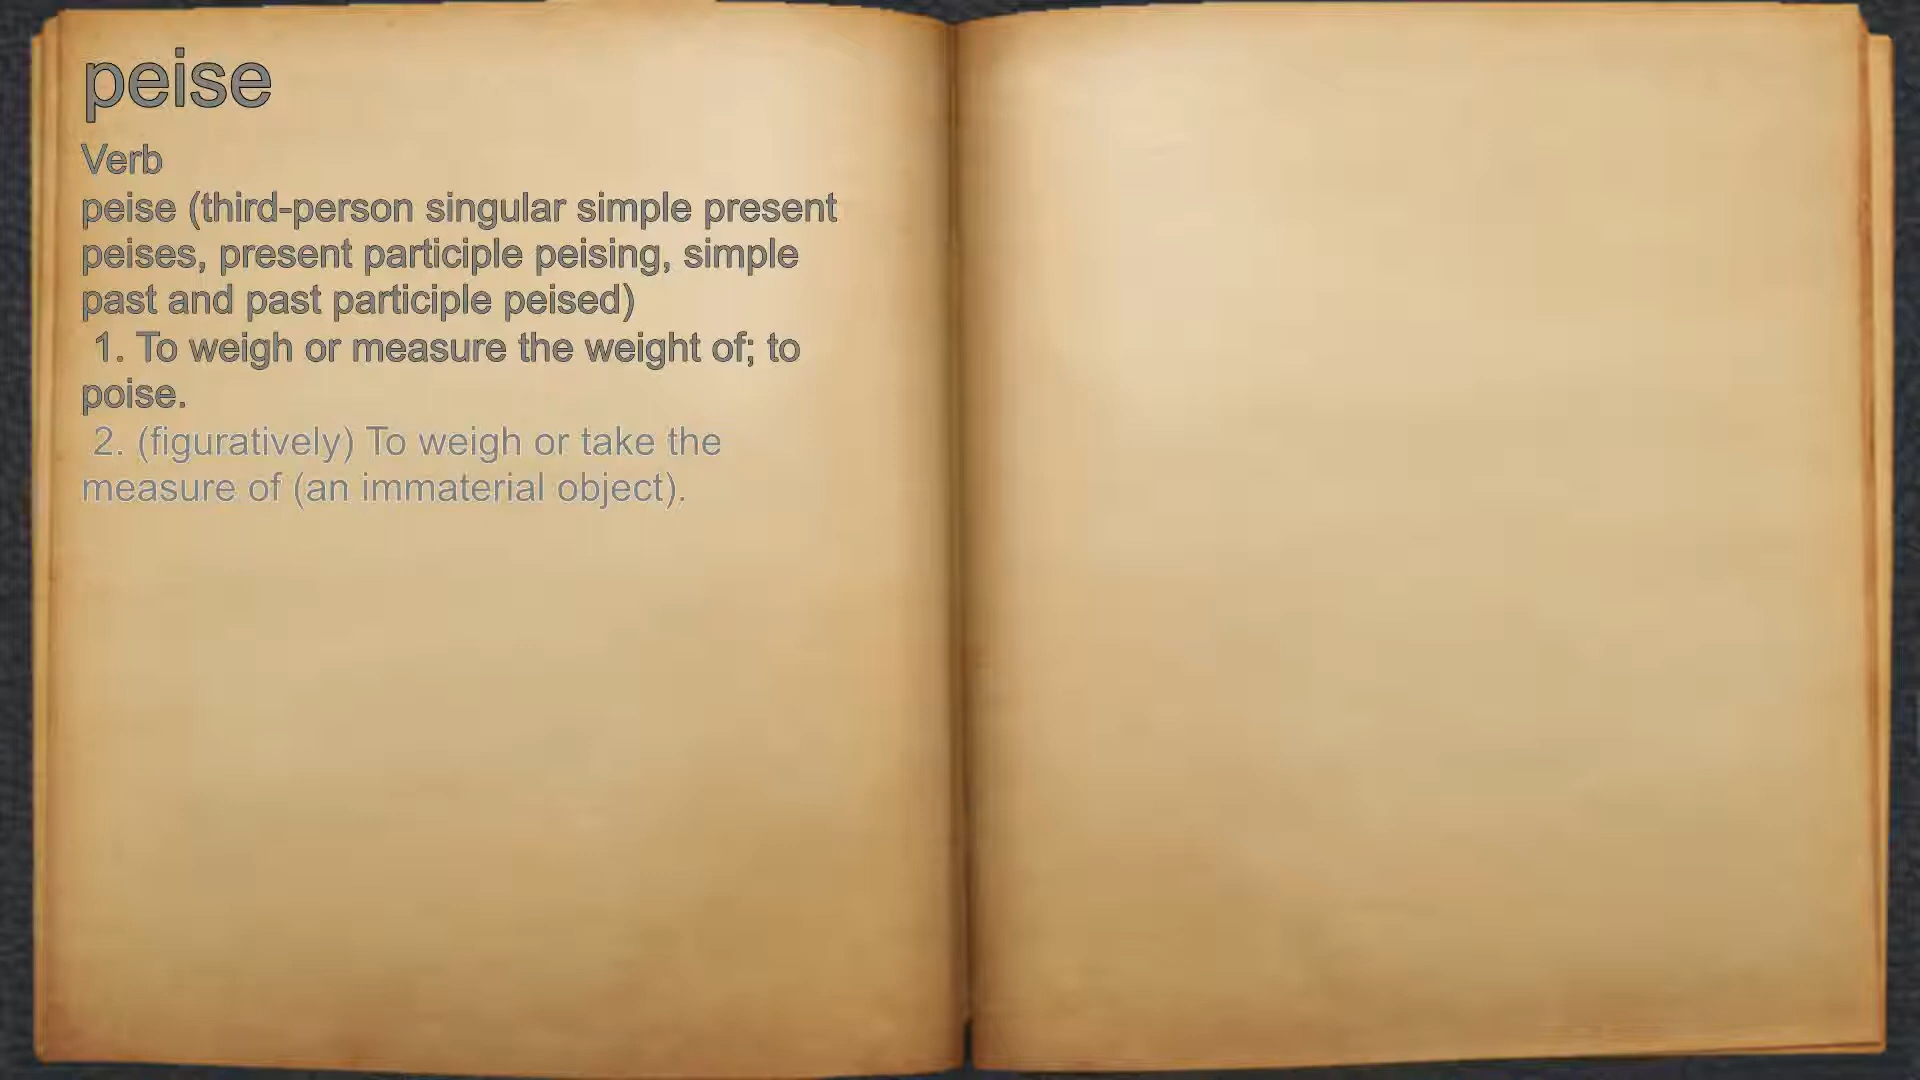 peise
Verb
peise (third-person singular simple present
peises, present participle peising, simple
past and past participle peised)
1. To weigh or measure the weight of; to
poise.
2. (figuratively) To weigh or take the
measure of (an immaterial object).